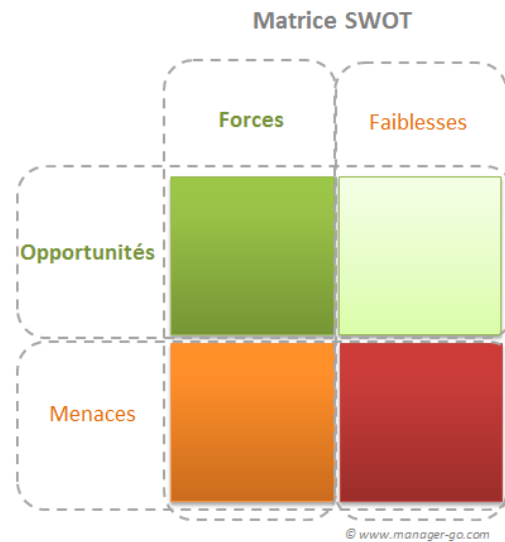 Matrice SWOT
Forces
Faiblesses
Opportunités
Menaces
© www.manager-go.com